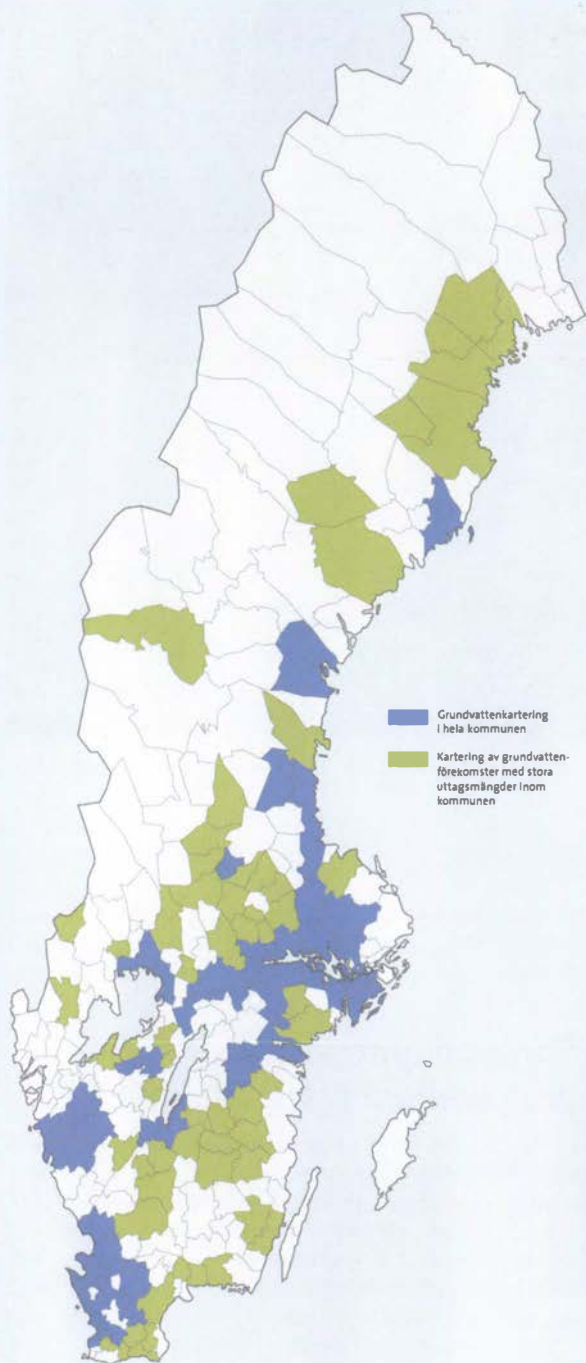 Grundvattenkartering
i hela kommunen
Kartering av grundvatten-
förekomster med stora
uttagsmängder inom
kommunen